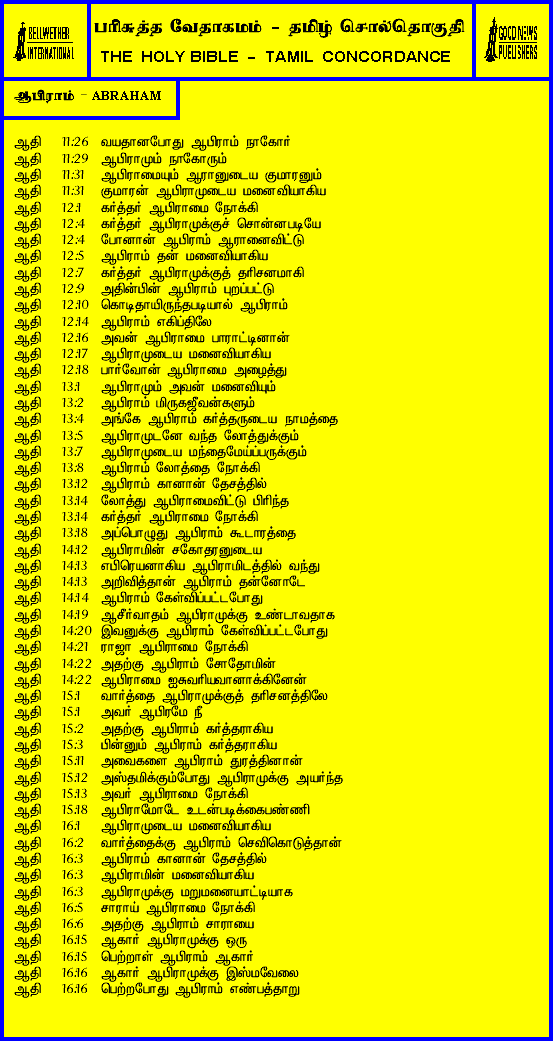 BELLWETHER
INTERNATIONAL
பரிசுத்த வேதாகமம் - தமிழ் சொல்தொகுதி
THE HOLY BIBLE - TAMIL CONCORDANCE
GOOD NEWS
PUBLISHERS
ஆபிராம் - ABRAHAM
ஆதி 11:26 வயதானபோது ஆபிராம் நாகோர்
ஆதி 11:29 ஆபிராமும் நாகோரும்
ஆதி 11:31 ஆபிராமையும் ஆரானுடைய குமாரனும்
ஆதி 11:31 குமாரன் ஆபிராமுடைய மனைவியாகிய
ஆதி 12:1 கர்த்தர் ஆபிராமை நோக்கி
ஆதி 12:4 கர்த்தர் ஆபிராமுக்குச் சொன்னபடியே
ஆதி 12:4 போனான் ஆபிராம் ஆரானைவிட்டு
ஆதி 12:5 ஆபிராம் தன் மனைவியாகிய
ஆதி 12:7 கர்த்தர் ஆபிராமுக்குத் தரிசனமாகி
ஆதி 12:9 அதின்பின் ஆபிராம் புறப்பட்டு
ஆதி 12:10 கொடிதாயிருந்தபடியால் ஆபிராம்
ஆதி 12:14 ஆபிராம் எகிப்திலே
ஆதி 12:16 அவன் ஆபிராமை பாராட்டினான்
ஆதி 12:17 ஆபிராமுடைய மனைவியாகிய
ஆதி 12:18 பார்வோன் ஆபிராமை அழைத்து
ஆதி 13:1 ஆபிராமும் அவன் மனைவியும்
ஆதி 13:2 ஆபிராம் மிருகஜீவன்களும்
ஆதி 13:4 அங்கே ஆபிராம் கர்த்தருடைய நாமத்தை
ஆதி 13:5 ஆபிராமுடனே வந்த லோத்துக்கும்
ஆதி 13:7 ஆபிராமுடைய மந்தைமேய்ப்பருக்கும்
ஆதி 13:8 ஆபிராம் லோத்தை நோக்கி
ஆதி 13:12 ஆபிராம் கானான் தேசத்தில்
ஆதி 13:14 லோத்து ஆபிராமைவிட்டு பிரிந்த
ஆதி 13:14 கர்த்தர் ஆபிராமை நோக்கி
ஆதி 13:18 அப்பொழுது ஆபிராம் கூடாரத்தை
ஆதி 14:12 ஆபிராமின் சகோதரனுடைய
ஆதி 14:13 எபிரெயனாகிய ஆபிராமிடத்தில் வந்து
ஆதி 14:13 அறிவித்தான் ஆபிராம் தன்னோடே
ஆதி 14:14 ஆபிராம் கேள்விப்பட்டபோது
ஆதி 14:19 ஆசீர்வாதம் ஆபிராமுக்கு உண்டாவதாக
ஆதி 14:20 இவனுக்கு ஆபிராம் கேள்விப்பட்டபோது
ஆதி 14:21 ராஜா ஆபிராமை நோக்கி
ஆதி 14:22 அதற்கு ஆபிராம் சோதோமின்
ஆதி 14:22 ஆபிராமை ஐசுவரியவானாக்கினேன்
ஆதி 15:1 வார்த்தை ஆபிராமுக்குத் தரிசனத்திலே
ஆதி 15:1 அவர் ஆபிரமே நீ
ஆதி 15:2 அதற்கு ஆபிராம் கர்த்தராகிய
ஆதி 15:3 பின்னும் ஆபிராம் கர்த்தராகிய
ஆதி 15:11 அவைகளை ஆபிராம் துரத்தினான்
ஆதி 15:12 அஸ்தமிக்கும்போது ஆபிராமுக்கு அயர்ந்த
ஆதி 15:13 அவர் ஆபிராமை நோக்கி
ஆதி 15:18 ஆபிராமோடே உடன்படிக்கைபண்ணி
ஆதி 16:1 ஆபிராமுடைய மனைவியாகிய
ஆதி 16:2 வார்த்தைக்கு ஆபிராம் செவிகொடுத்தான்
ஆதி 16:3 ஆபிராம் கானான் தேசத்தில்
ஆதி 16:3 ஆபிராமின் மனைவியாகிய
ஆதி 16:3 ஆபிராமுக்கு மறுமனையாட்டியாக
ஆதி 16:5 சாராய் ஆபிராமை நோக்கி
ஆதி 16:6 அதற்கு ஆபிராம் சாராயை
ஆதி 16:15 ஆகார் ஆபிராமுக்கு ஒரு
ஆதி 16:15 பெற்றாள் ஆபிராம் ஆகார்
ஆதி 16:16 ஆகார் ஆபிராமுக்கு இஸ்மவேலை
ஆதி 16:16 பெற்றபோது ஆபிராம் எண்பத்தாறு